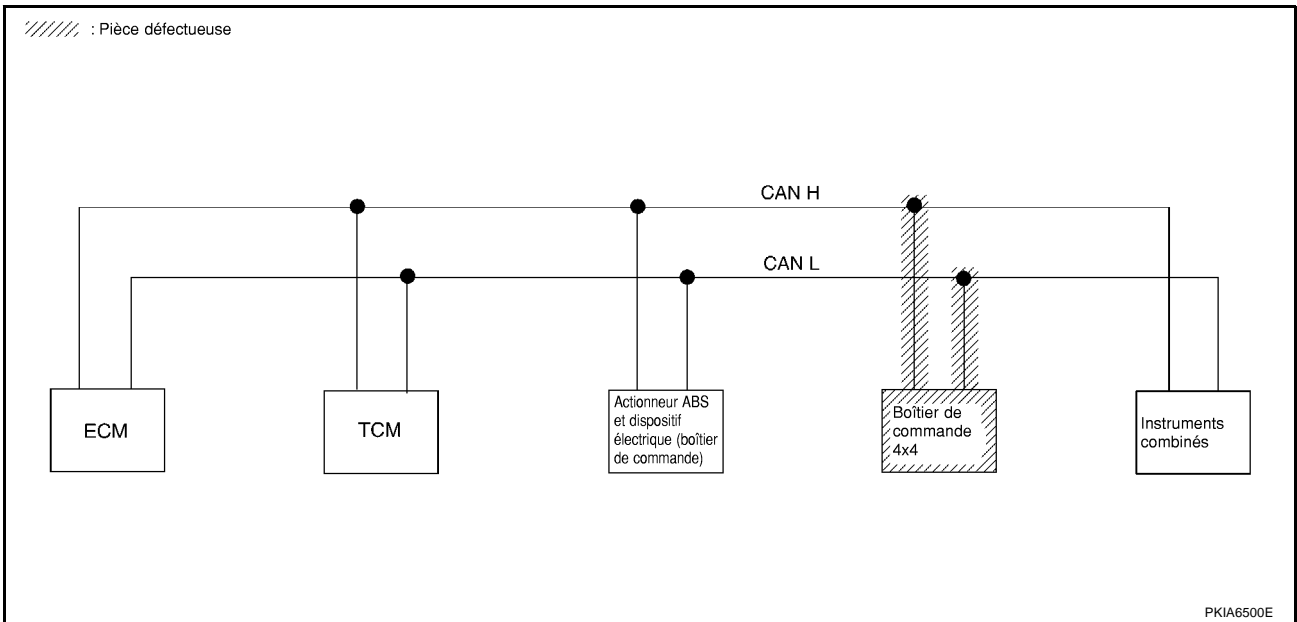 : Pièce défectueuse
CAN H
CAN L
ECM
TCM
Actionneur ABS
et dispositif
électrique (boîtier
de commande)
Boîtier de
commande
4x4
Instruments
combinés
PKIA6500E